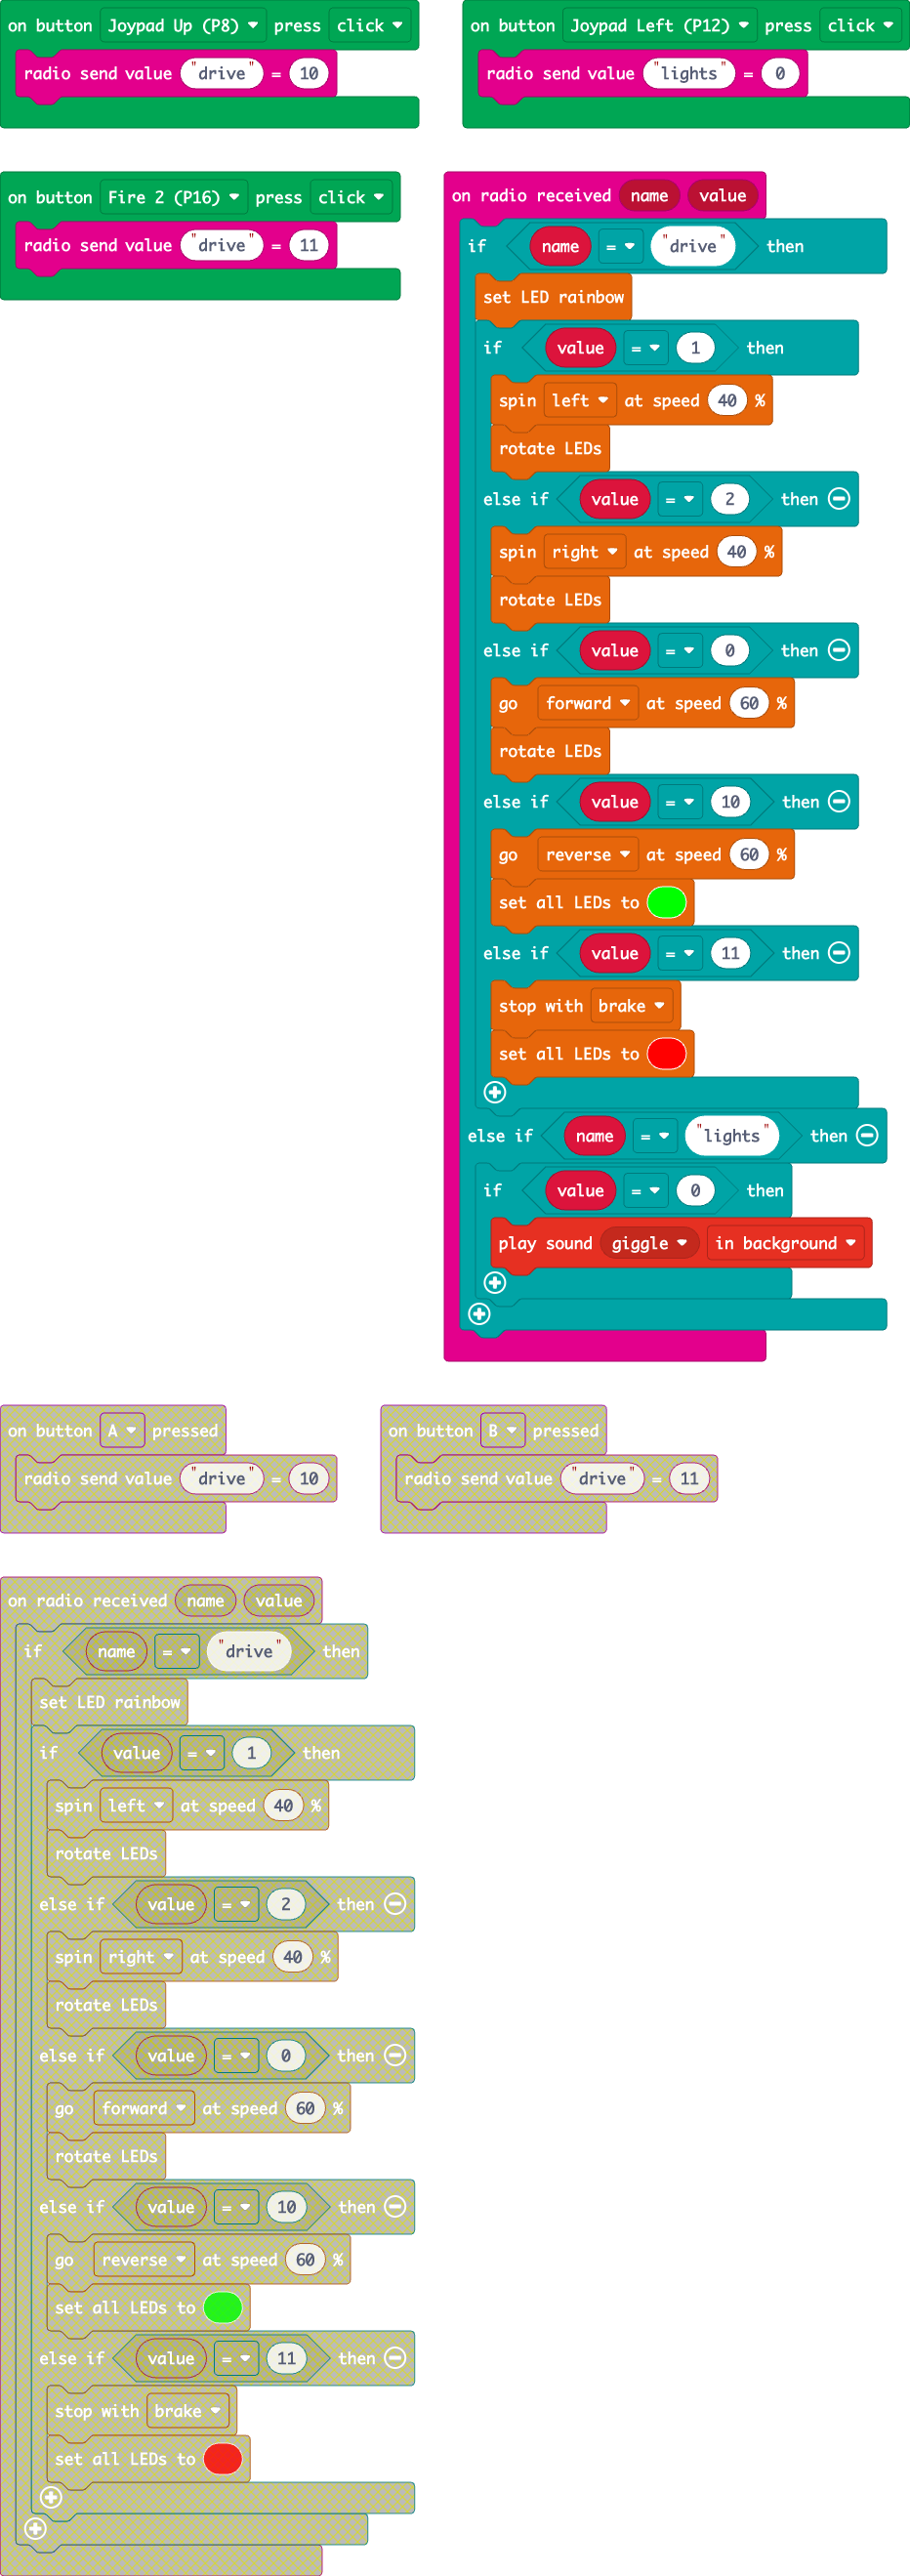 on button Joypad Up (P8) press click
radio send value "drive" = 10
on button Joypad Left (P12) press click
radio send value "lights" = 0
on button Fire 2 (P16) press click
radio send value "drive" = 11
on radio received name value
if name = "drive" then
set LED rainbow
if value = 1 then
spin left at speed 40 %
rotate LEDs
else if value = 2 then
spin right at speed 40 %
rotate LEDs
else if value = 0 then
go forward at speed 60 %
rotate LEDs
else if value = 10 then
go reverse at speed 60 %
set all LEDs to
else if value = 11 then
stop with brake
set all LEDs to
else if name = "lights" then
if value = 0 then
play sound giggle in background
on button A pressed
radio send value "drive" = 10
on button B pressed
radio send value "drive" = 11
on radio received name value
if name = "drive" then
set LED rainbow
if value = 1 then
spin left at speed 40 %
rotate LEDs
else if value = 2 then
spin right at speed 40 %
rotate LEDs
else if value = 0 then
go forward at speed 60 %
rotate LEDs
else if value = 10 then
go reverse at speed 60 %
set all LEDs to
else if value = 11 then
stop with brake
set all LEDs to